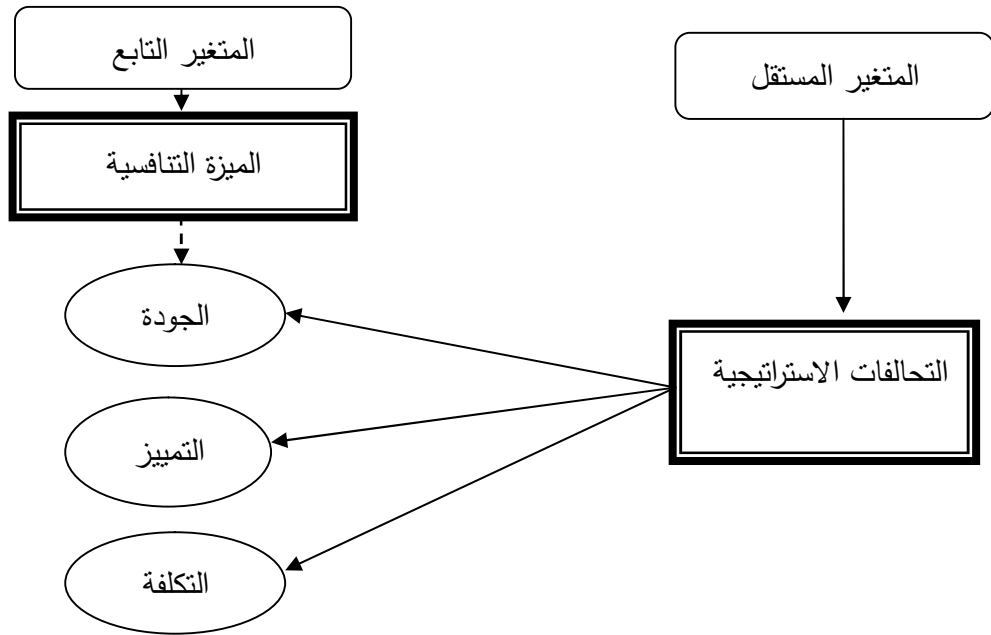 المتغير المستقل
المتغير التابع
الميزة التنافسية
التحالفات الاستراتيجية
الجودة
التمييز
التكلفة